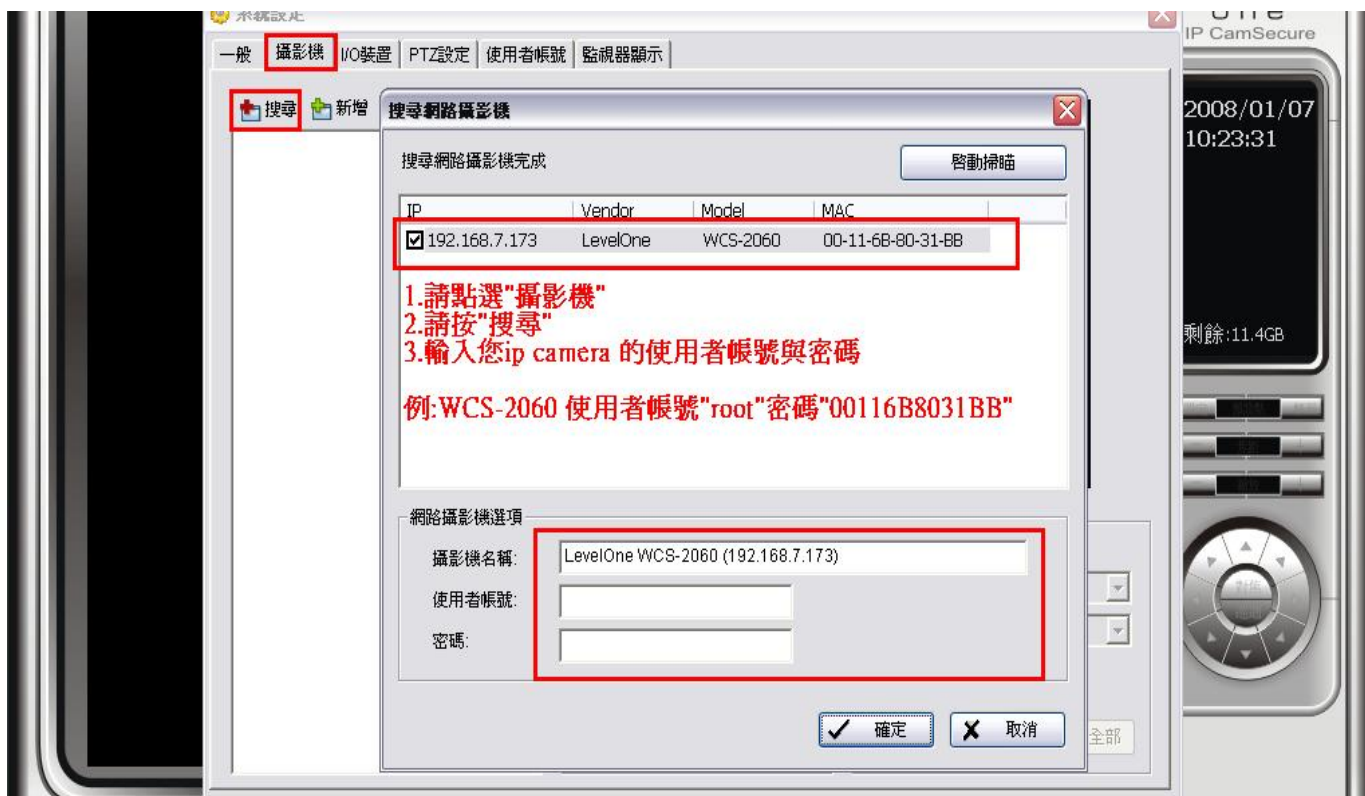 系統設定
IP CamSecure
一般 攝影機 I/O裝置 PTZ設定 使用者帳號 監視器顯示
搜尋 新增
搜尋網路攝影機
2008/01/07
10:23:31
搜尋網路攝影機完成
啓動掃瞄
IP Vendor Model MAC
192.168.7.173 LevelOne WCS-2060 00-11-6B-80-31-BB
1.請點選"攝影機"
2.請按"搜尋"
3.輸入您ip camera 的使用者帳號與密碼
例:WCS-2060 使用者帳號"root"密碼"00116B8031BB"
剩餘:11.4GB
網路攝影機選項
攝影機名稱: LevelOne WCS-2060 (192.168.7.173)
使用者帳號:
密碼:
確定 取消
全部